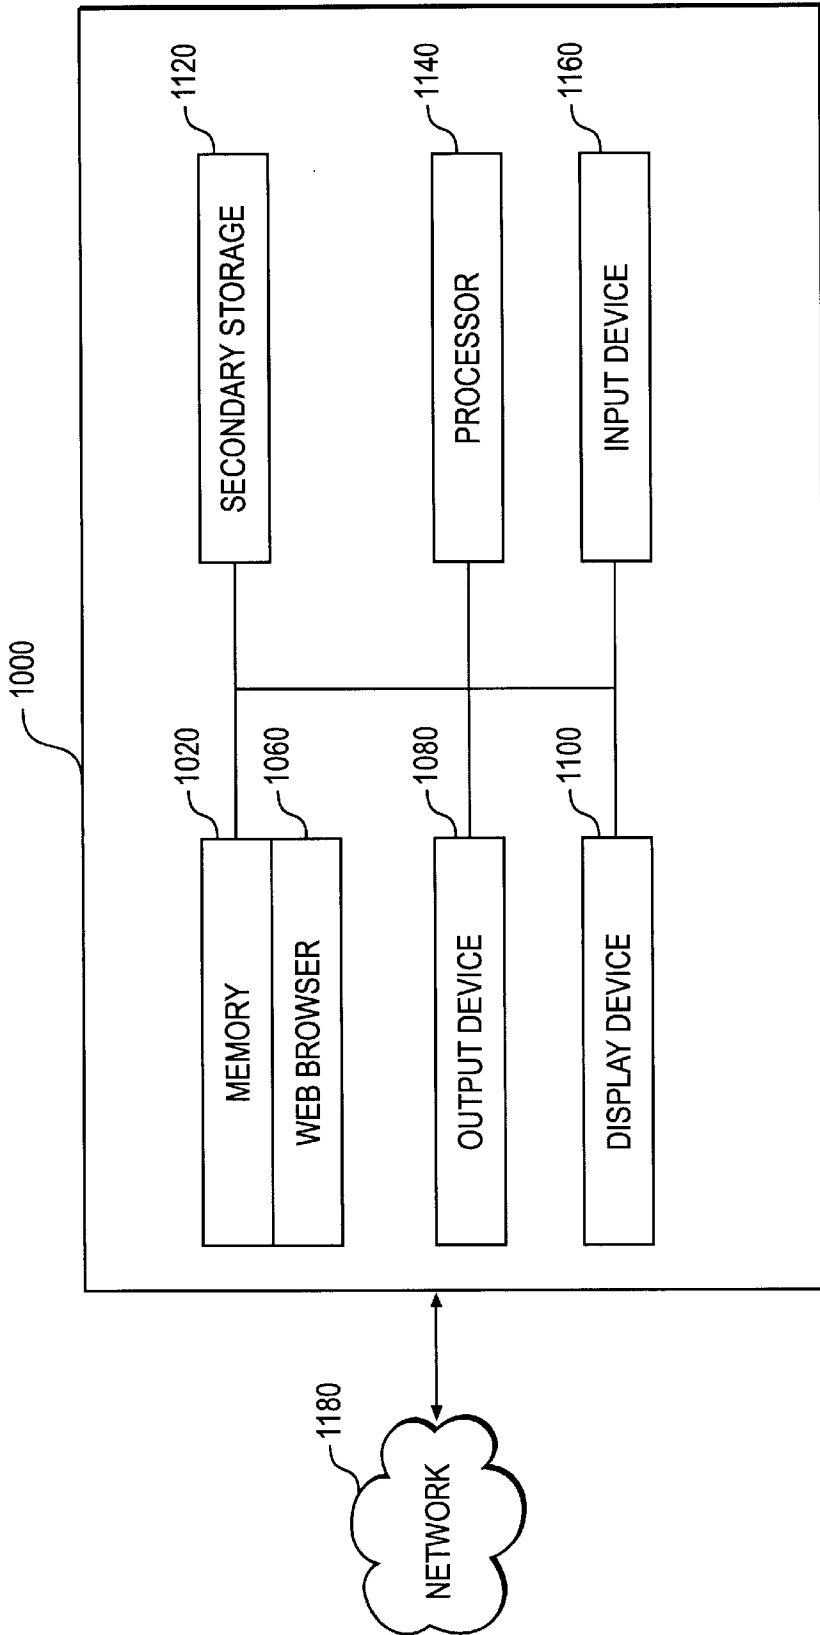 1000
MEMORY
1020
SECONDARY STORAGE
1120
WEB BROWSER
1060
NETWORK
1180
OUTPUT DEVICE
1080
PROCESSOR
1140
DISPLAY DEVICE
1100
INPUT DEVICE
1160